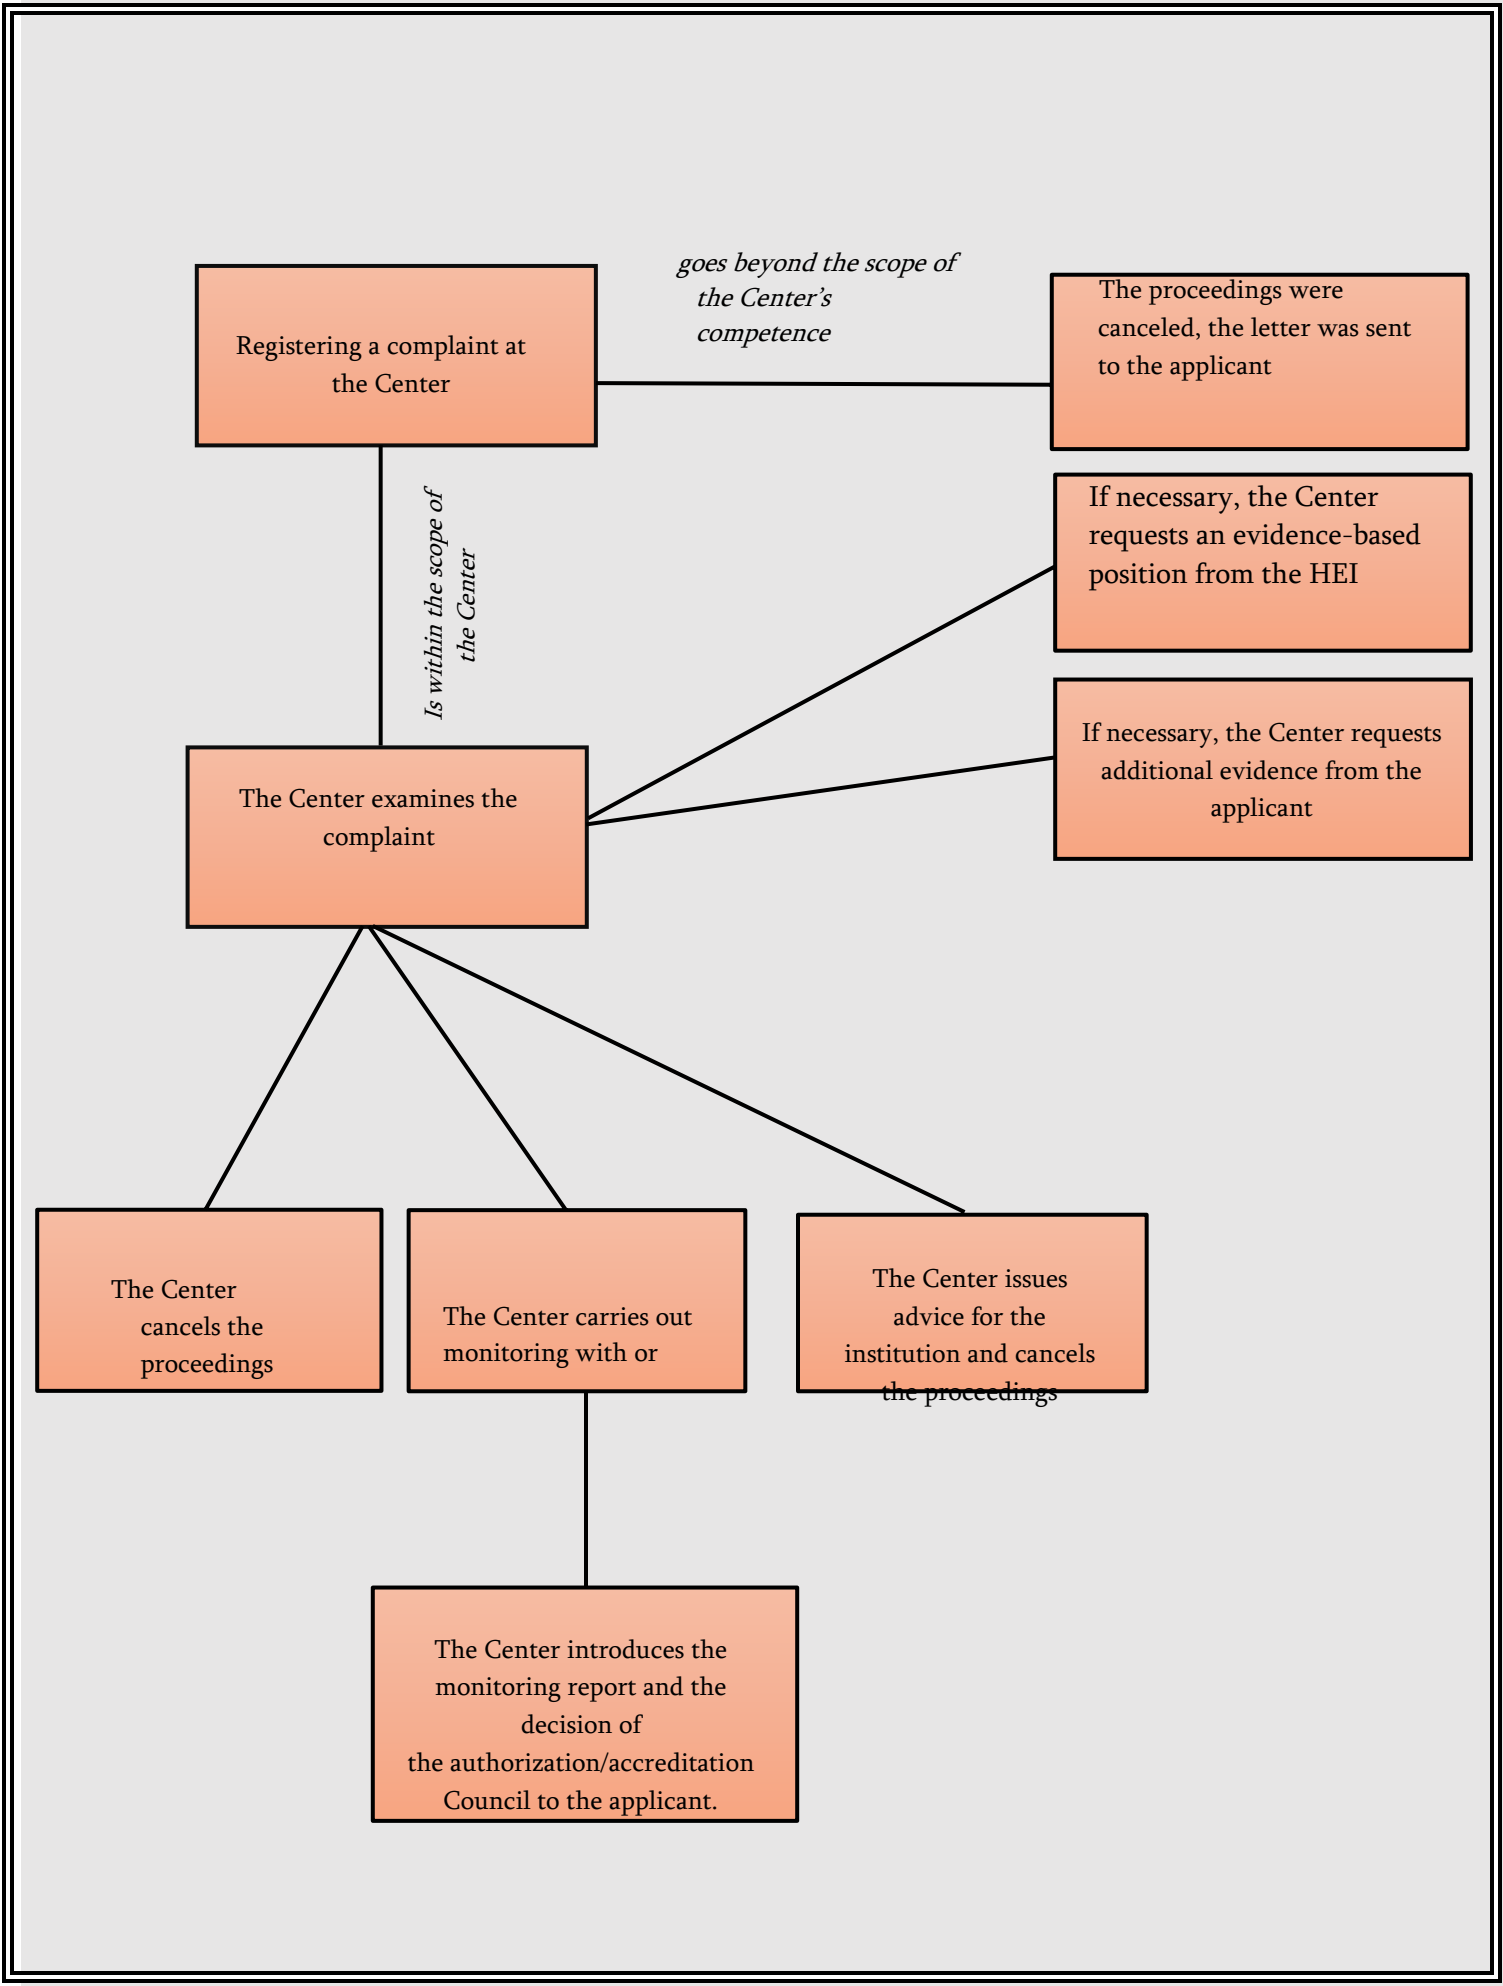 goes beyond the scope of
the Center’s
competence
Registering a complaint at
the Center
The proceedings were
canceled, the letter was sent
to the applicant
Is within the scope of
the Center
If necessary, the Center
requests an evidence-based
position from the HEI
If necessary, the Center requests
additional evidence from the
applicant
The Center examines the
complaint
The Center
cancels the
proceedings
The Center carries out
monitoring with or
The Center issues
advice for the
institution and cancels
the proceedings
The Center introduces the
monitoring report and the
decision of
the authorization/accreditation
Council to the applicant.